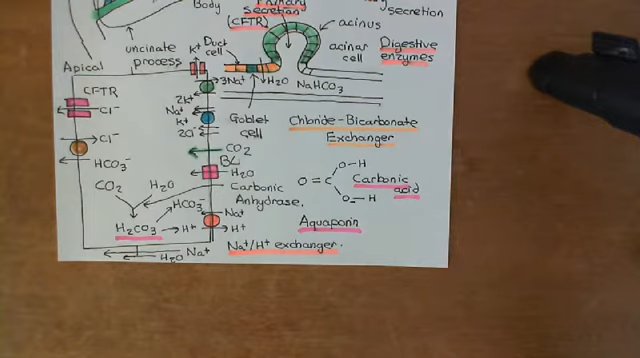 Body
Primary
secretion
(CFTR)
secretion
acinus
acinar
cell
Digestive
enzymes
uncinate
process
K+
Duct
cell
H2O
NaHCO3
Apical
CFTR
Cl-
3Na+
2K+
Na+
K+
Goblet
cell
Chloride-Bicarbonate
Exchanger
Cl-
HCO3-
CO2
BL
H2O
CO2
H2O
Carbonic
Anhydrase.
HCO3-
H2CO3
H+
Na+
H+
O=C
O-H
O-H
Carbonic
acid
Aquaporin
Na+/H+ exchanger.
Na+
H2O